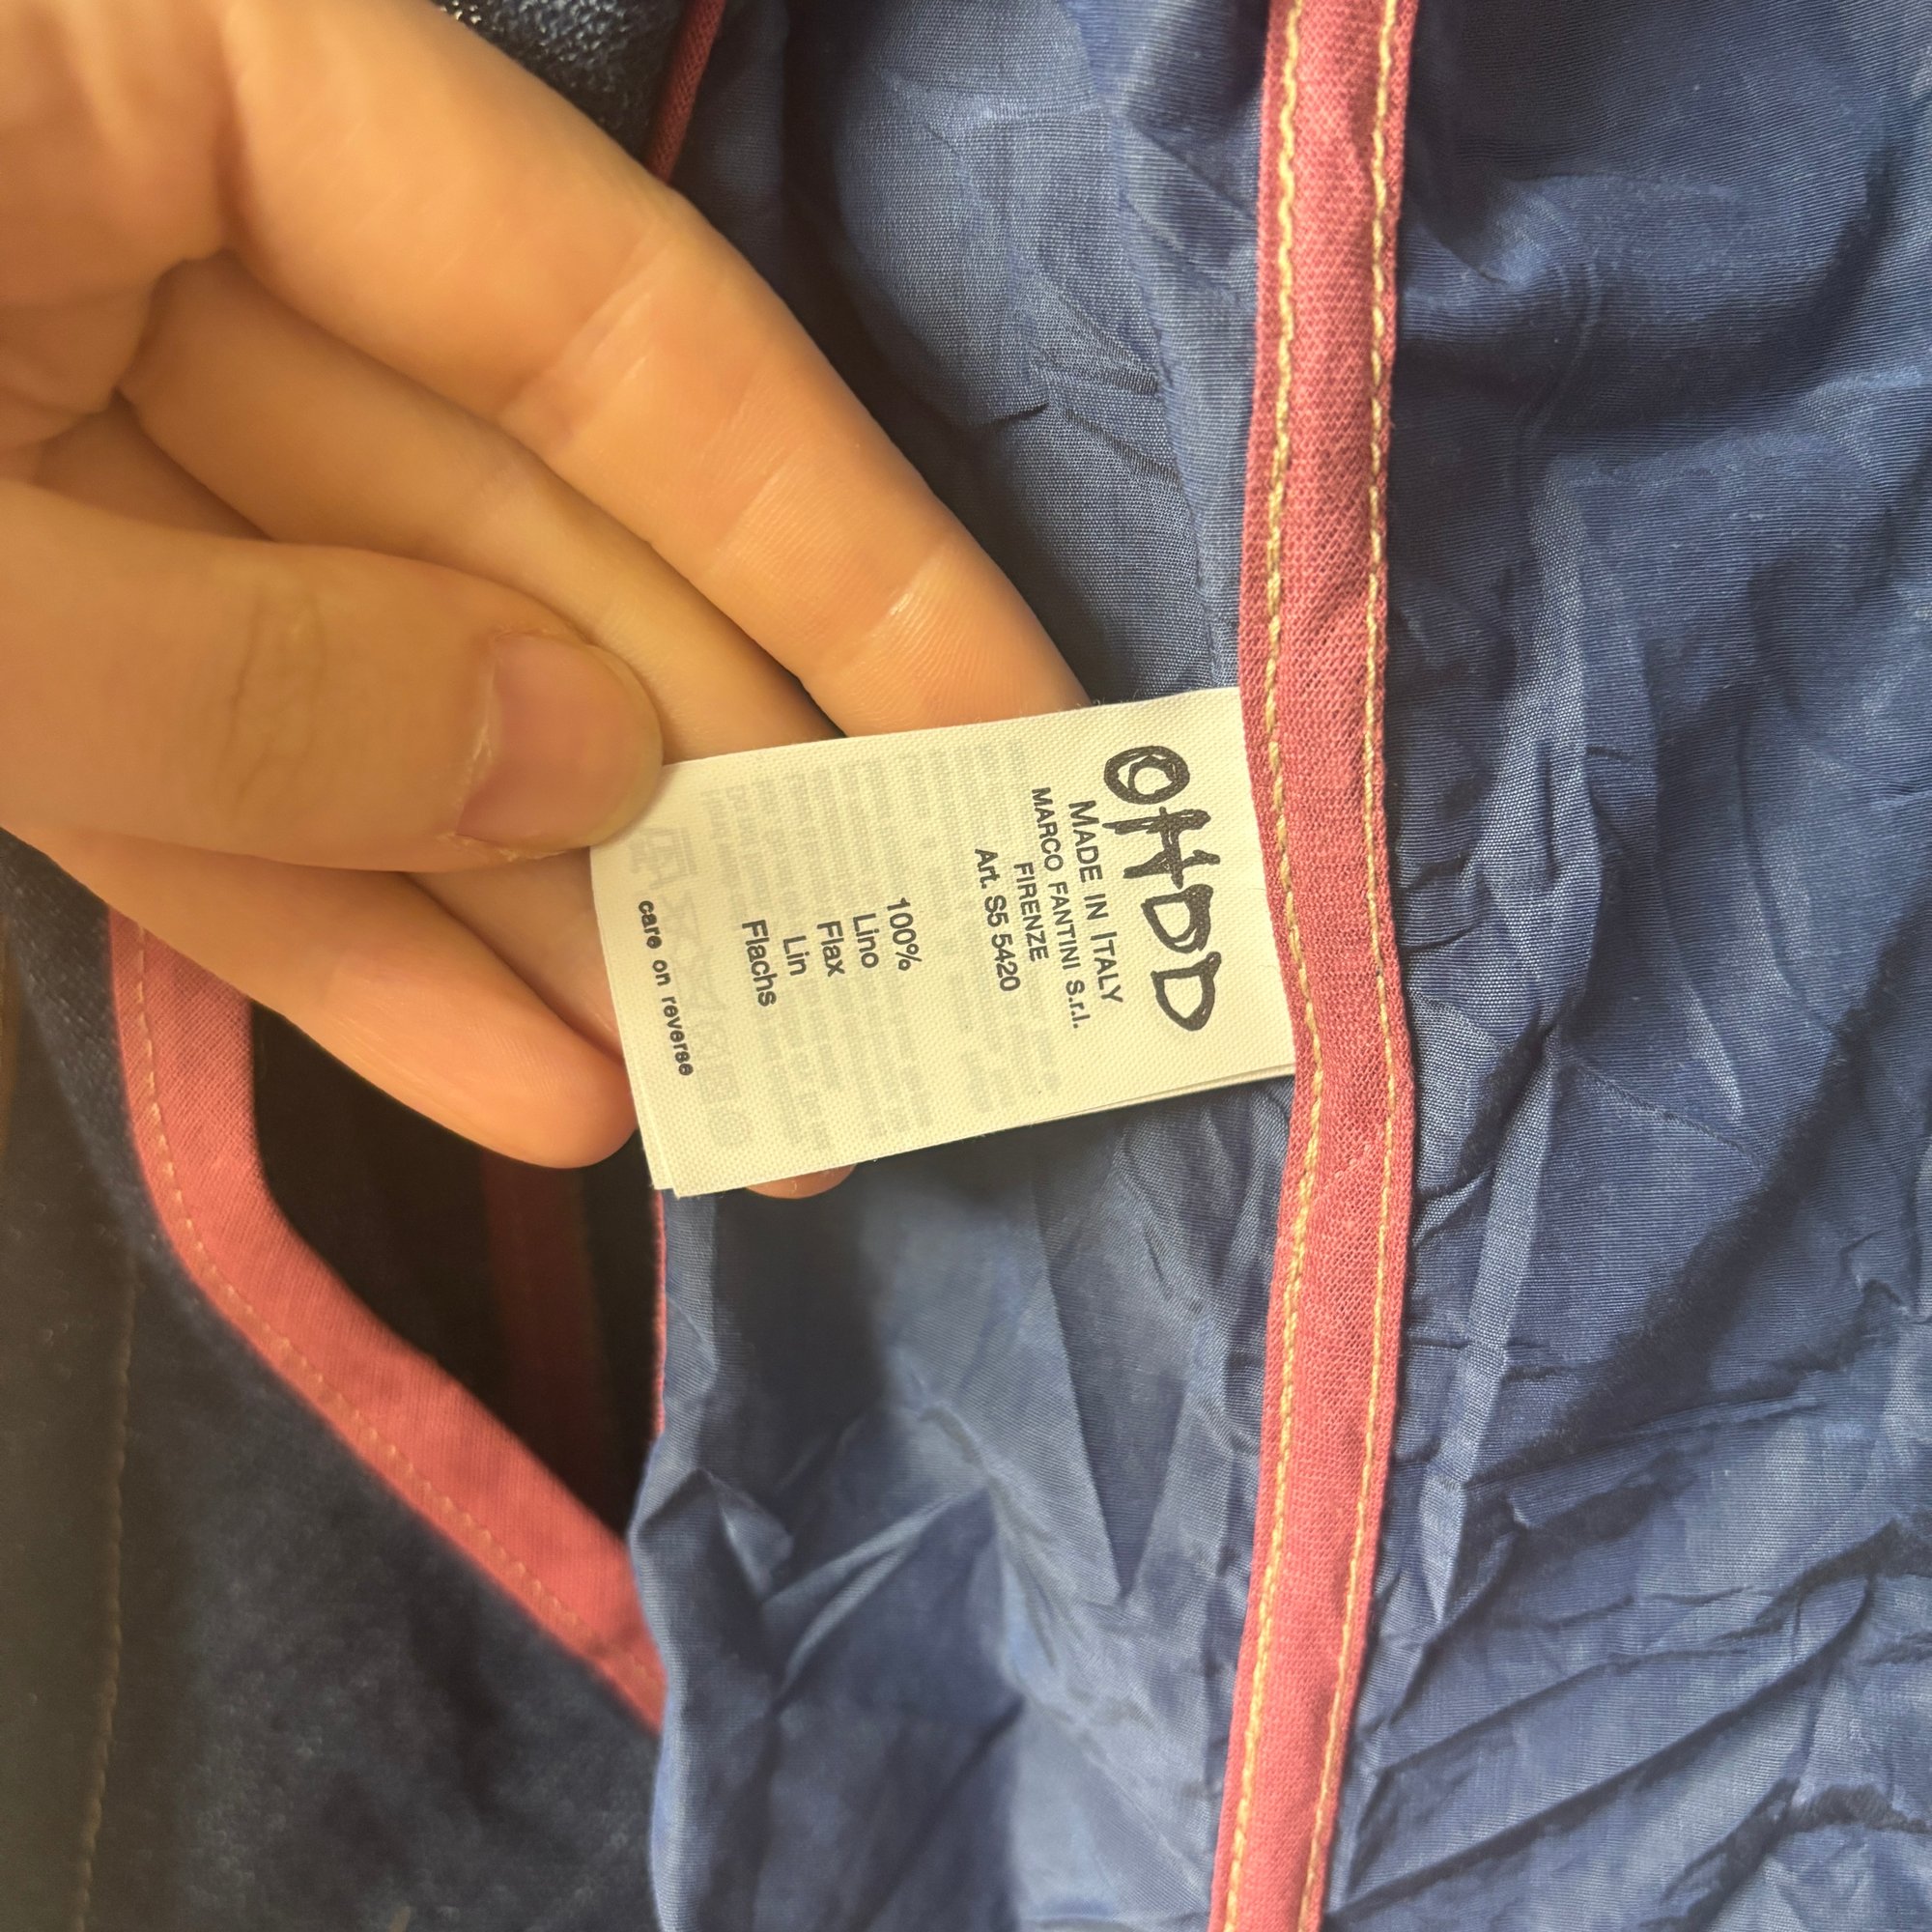 OHDD
MADE IN ITALY
MARCO FANTINI S.r.l.
FIRENZE
Art. S5 5420
100%
Lino
Flax
Lin
Flachs
care on reverse